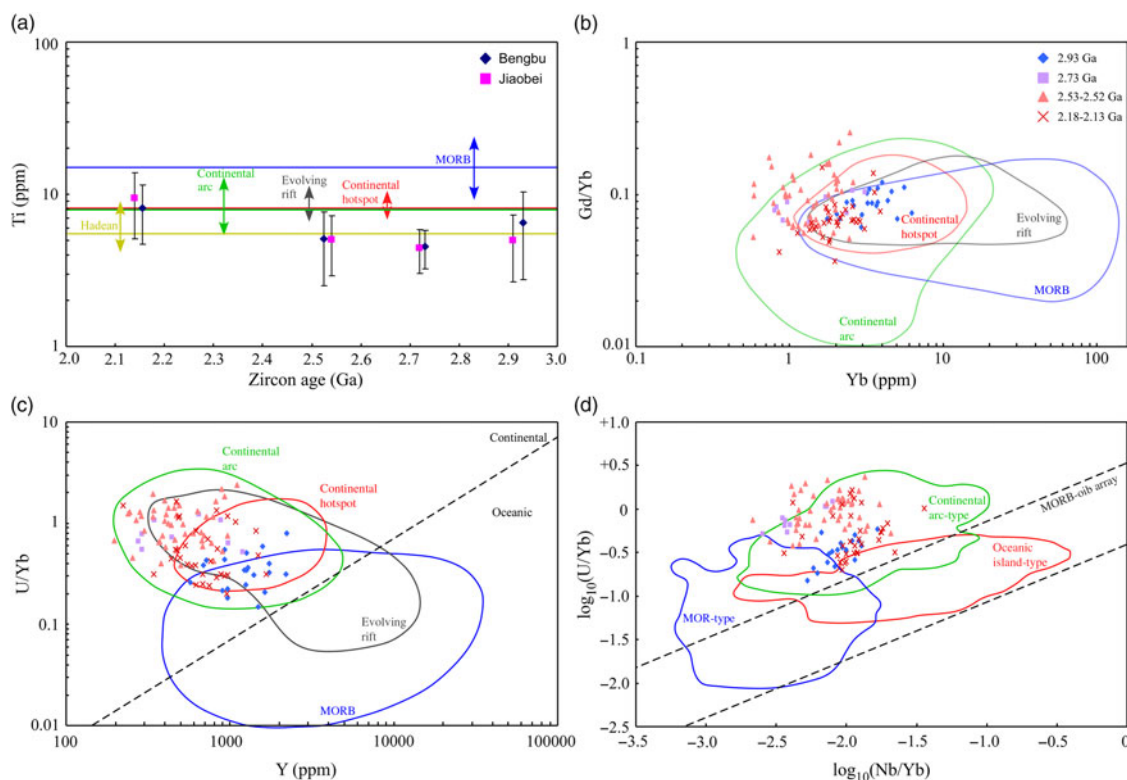 (a)
100
10
1
Ti (ppm)
Bengbu
Jiaobei
MORB
Continental
arc
Evolving
rift
Continental
hotspot
Hadean
2.0
2.1
2.2
2.3
2.4
2.5
2.6
2.7
2.8
2.9
3.0
Zircon age (Ga)
(b)
1
0.1
0.01
Gd/Yb
2.93 Ga
2.73 Ga
2.53-2.52 Ga
2.18-2.13 Ga
Continental
hotspot
Evolving
rift
MORB
Continental
arc
0.1
1
10
100
Yb (ppm)
(c)
10
1
0.1
0.01
U/Yb
Continental
arc
Continental
hotspot
Continental
Oceanic
Evolving
rift
MORB
100
1000
10000
100000
Y (ppm)
(d)
+1.0
+0.5
0
−0.5
−1.0
−1.5
−2.0
−2.5
log10(U/Yb)
Continental
arc-type
MORB-oib array
Oceanic
island-type
MOR-type
−3.5
−3.0
−2.5
−2.0
−1.5
−1.0
−0.5
0
log10(Nb/Yb)